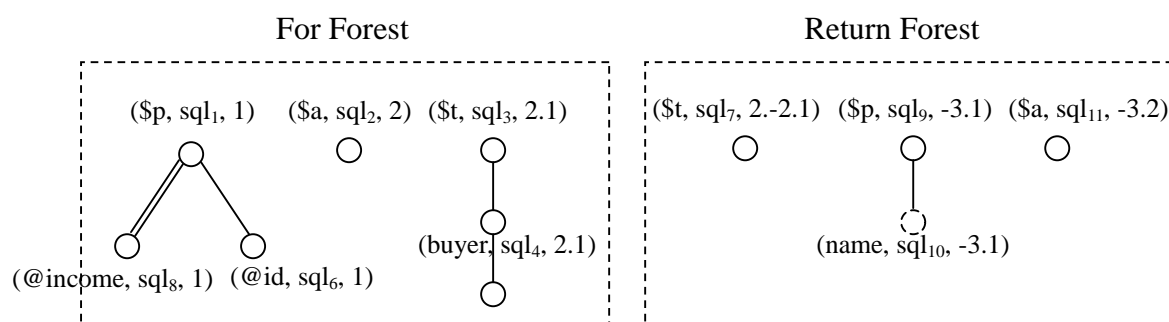 For Forest
Return Forest
($p, sql₁, 1) ($a, sql₂, 2) ($t, sql₃, 2.1)
($t, sql₇, 2.-2.1) ($p, sql₉, -3.1) ($a, sql₁₁, -3.2)
(buyer, sql₄, 2.1)
(name, sql₁₀, -3.1)
(@income, sql₈, 1) (@id, sql₆, 1)